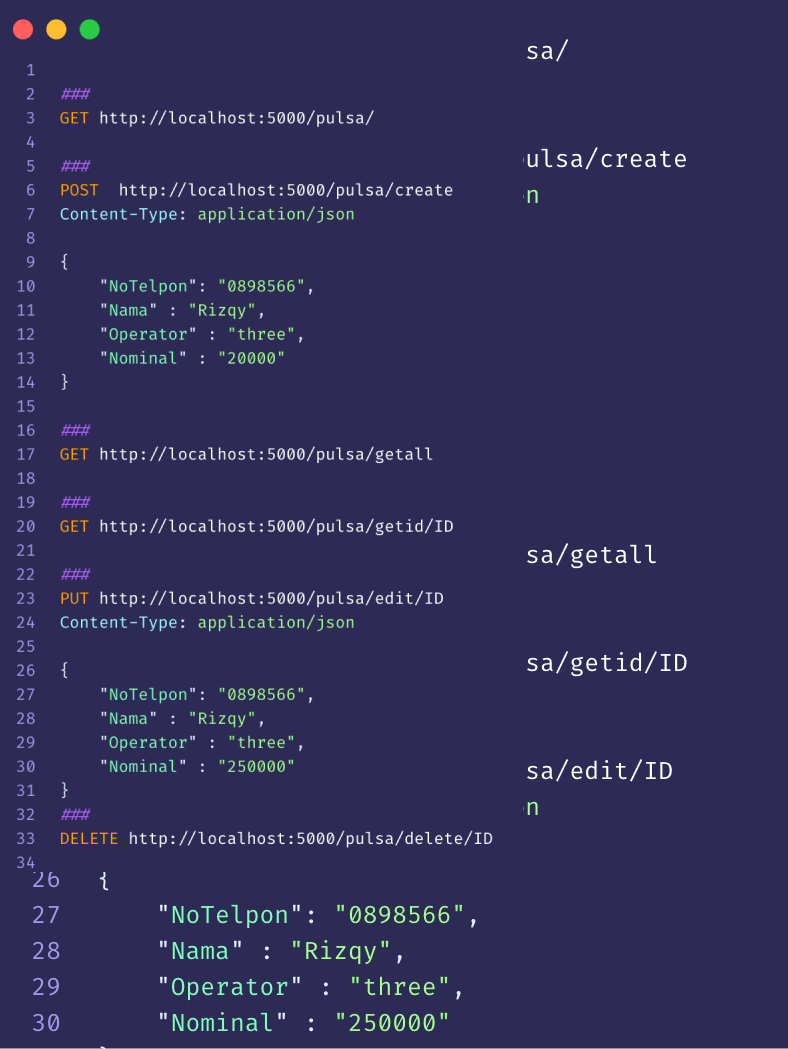 1
2 ###
3 GET http://localhost:5000/pulsa/
4
5 ###
6 POST  http://localhost:5000/pulsa/create
7 Content-Type: application/json
8
9 {
10     "NoTelpon": "0898566",
11     "Nama" : "Rizqy",
12     "Operator" : "three",
13     "Nominal" : "20000"
14 }
15
16 ###
17 GET http://localhost:5000/pulsa/getall
18
19 ###
20 GET http://localhost:5000/pulsa/getid/ID
21
22 ###
23 PUT http://localhost:5000/pulsa/edit/ID
24 Content-Type: application/json
25
26 {
27     "NoTelpon": "0898566",
28     "Nama" : "Rizqy",
29     "Operator" : "three",
30     "Nominal" : "250000"
31 }
32 ###
33 DELETE http://localhost:5000/pulsa/delete/ID
34
sa/
ulsa/create
n
sa/getall
sa/getid/ID
sa/edit/ID
n
26 {
27     "NoTelpon": "0898566",
28     "Nama" : "Rizqy",
29     "Operator" : "three",
30     "Nominal" : "250000"